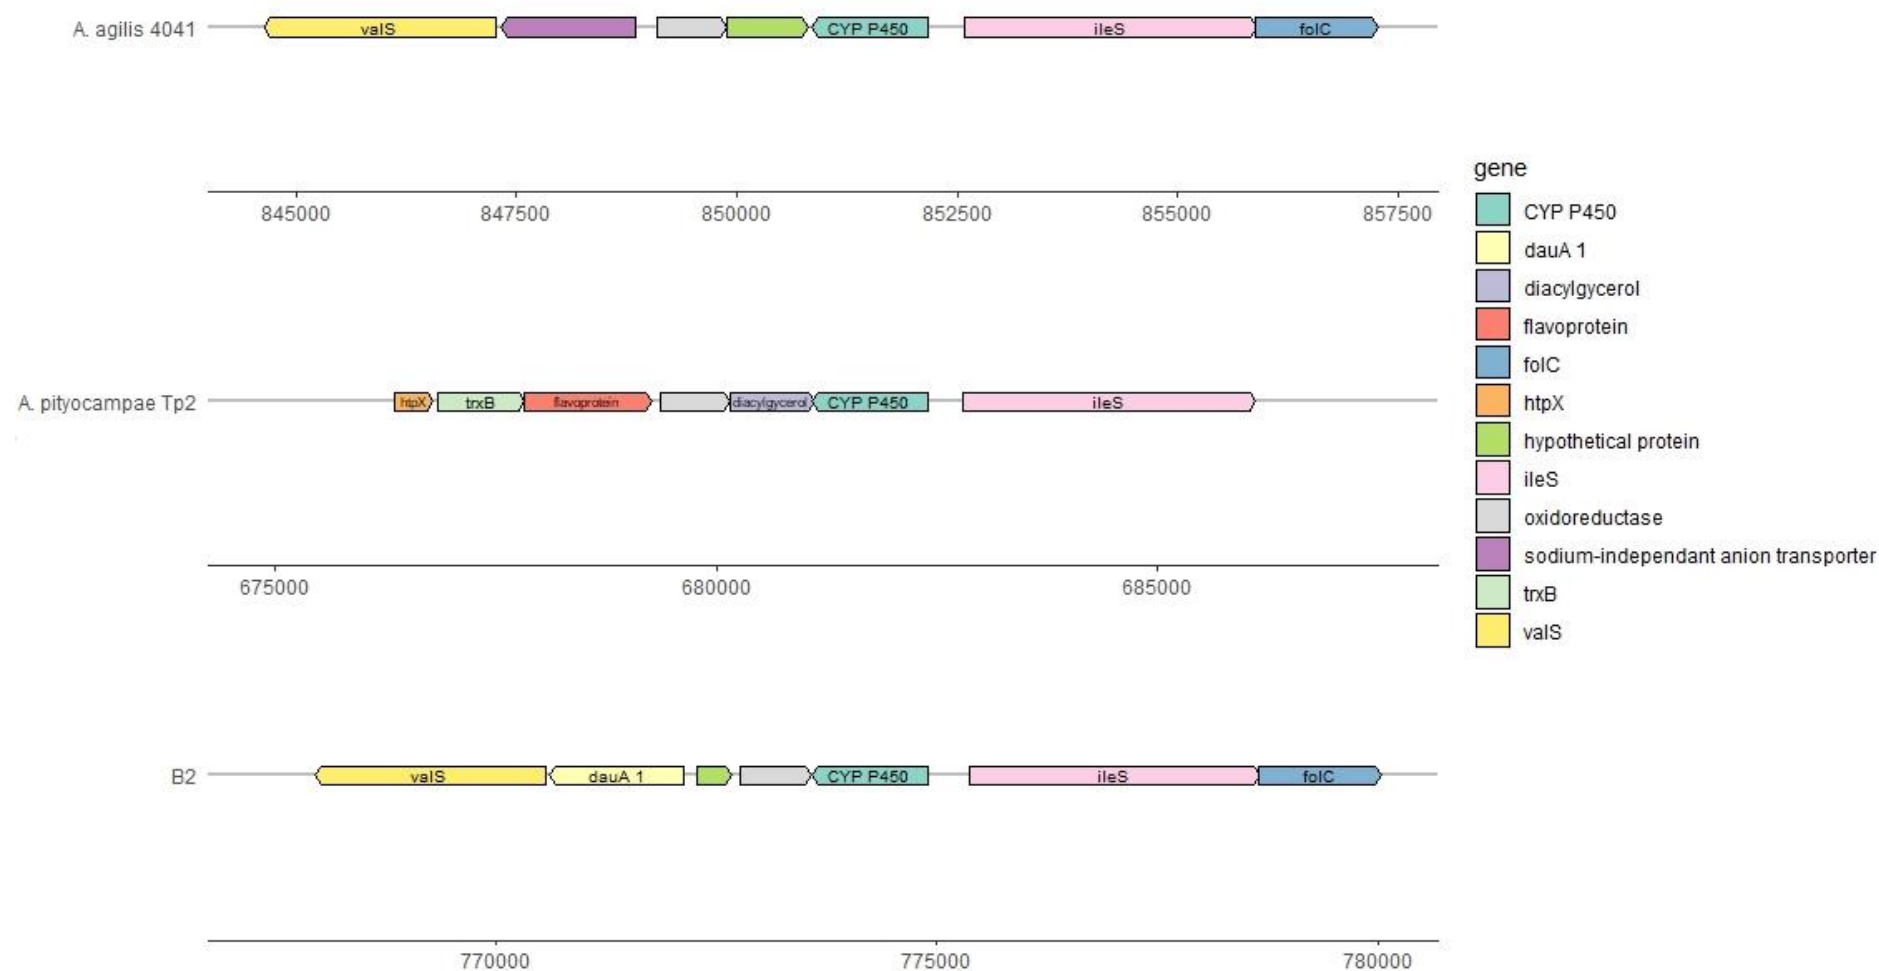 A. agilis 4041
valS
CYP P450
ileS
folC
845000
847500
850000
852500
855000
857500
A. pityocampae Tp2
htpX
trxB
flavoprotein
diacylgycerol
CYP P450
ileS
675000
680000
685000
B2
valS
dauA 1
CYP P450
ileS
folC
770000
775000
780000
gene
CYP P450
dauA 1
diacylgycerol
flavoprotein
folC
htpX
hypothetical protein
ileS
oxidoreductase
sodium-independant anion transporter
trxB
valS